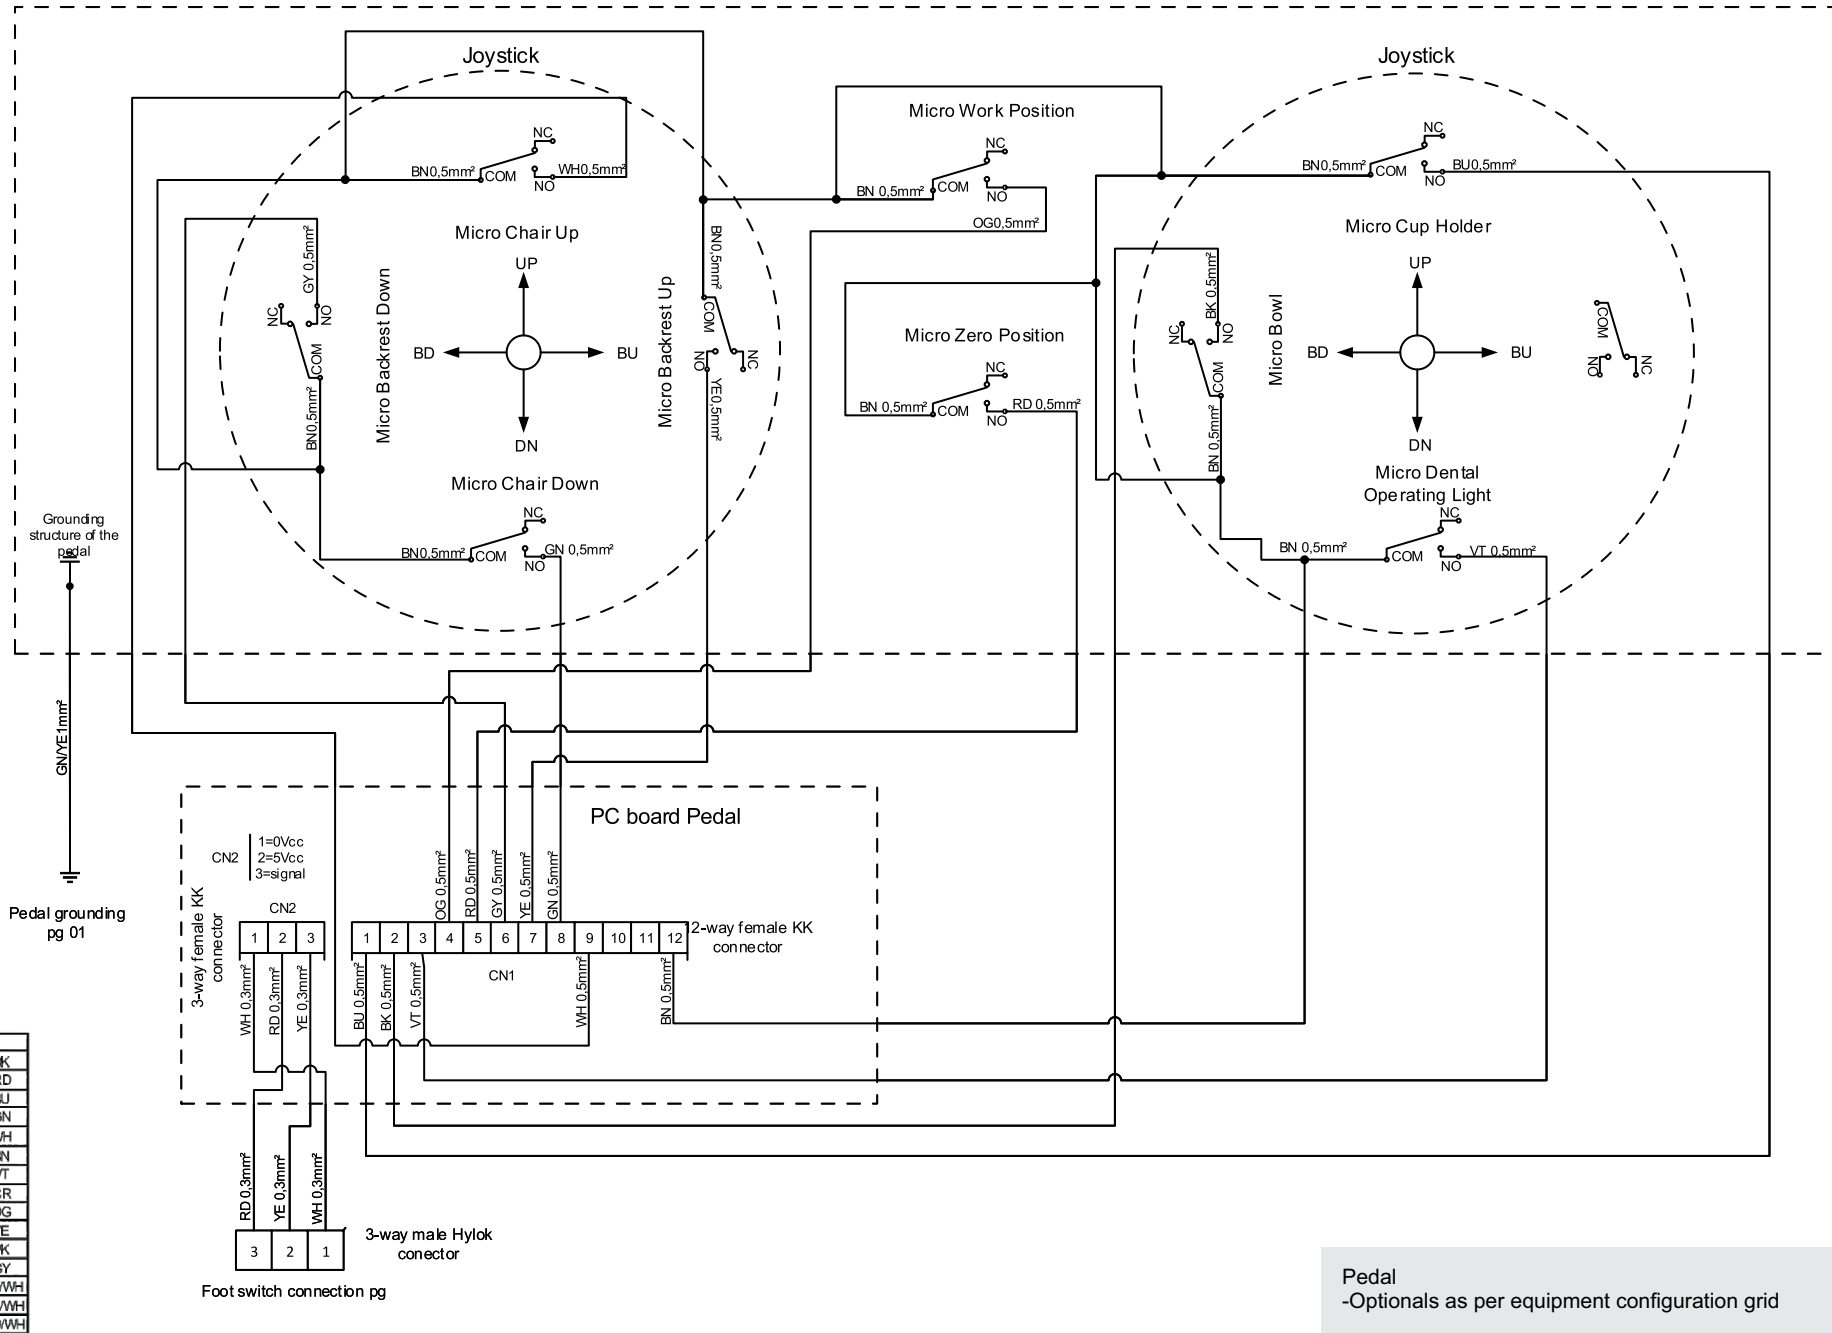 Joystick
Joystick
Micro Work Position
NC
BN0,5mm²
COM
WH0,5mm²
NO
NC
BN 0,5mm²
COM
NO
OG0,5mm²
NC
BN0,5mm²
COM
BU0,5mm²
NO
Micro Chair Up
UP
BD
BU
DN
Micro Backrest Down
Micro Backrest Up
GY 0,5mm²
NC
NO
COM
BN0,5mm²
BN0,5mm²
COM
NO
NC
YE0,5mm²
Micro Chair Down
NC
BN0.5mm²
COM
GN 0,5mm²
NO
Micro Zero Position
NC
BN 0,5mm²
COM
RD 0,5mm²
NO
Micro Cup Holder
UP
BD
BU
DN
Micro Bowl
BK 0,5mm²
NC
NO
COM
BN 0,5mm²
COM
NO
NC
Micro Dental
Operating Light
NC
BN 0,5mm²
COM
VT 0,5mm²
NO
Grounding
structure of the
pedal
GN/YE1mm²
Pedal grounding
pg 01
PC board Pedal
CN2
1=0Vcc
2=5Vcc
3=signal
3-way female KK
connector
CN2
1 2 3
WH 0,3mm²
RD 0,3mm²
YE 0,3mm²
OG 0,5mm²
RD 0,5mm²
GY 0,5mm²
YE 0,5mm²
GN 0,5mm²
1 2 3 4 5 6 7 8 9 10 11 12
2-way female KK
connector
CN1
BU 0,5mm²
BK 0,5mm²
VT 0,5mm²
WH 0,5mm²
BN 0,5mm²
RD 0,3mm²
YE 0,3mm²
WH 0,3mm²
3 2 1
3-way male Hylok
conector
Foot switch connection pg
Pedal
-Optionals as per equipment configuration grid